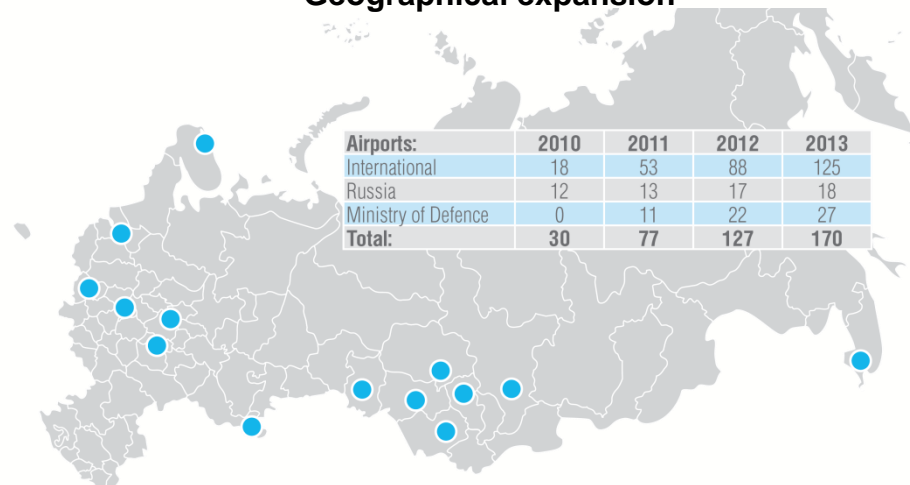 Geographical expansion
Airports: 2010 2011 2012 2013
International 18 53 88 125
Russia 12 13 17 18
Ministry of Defence 0 11 22 27
Total: 30 77 127 170